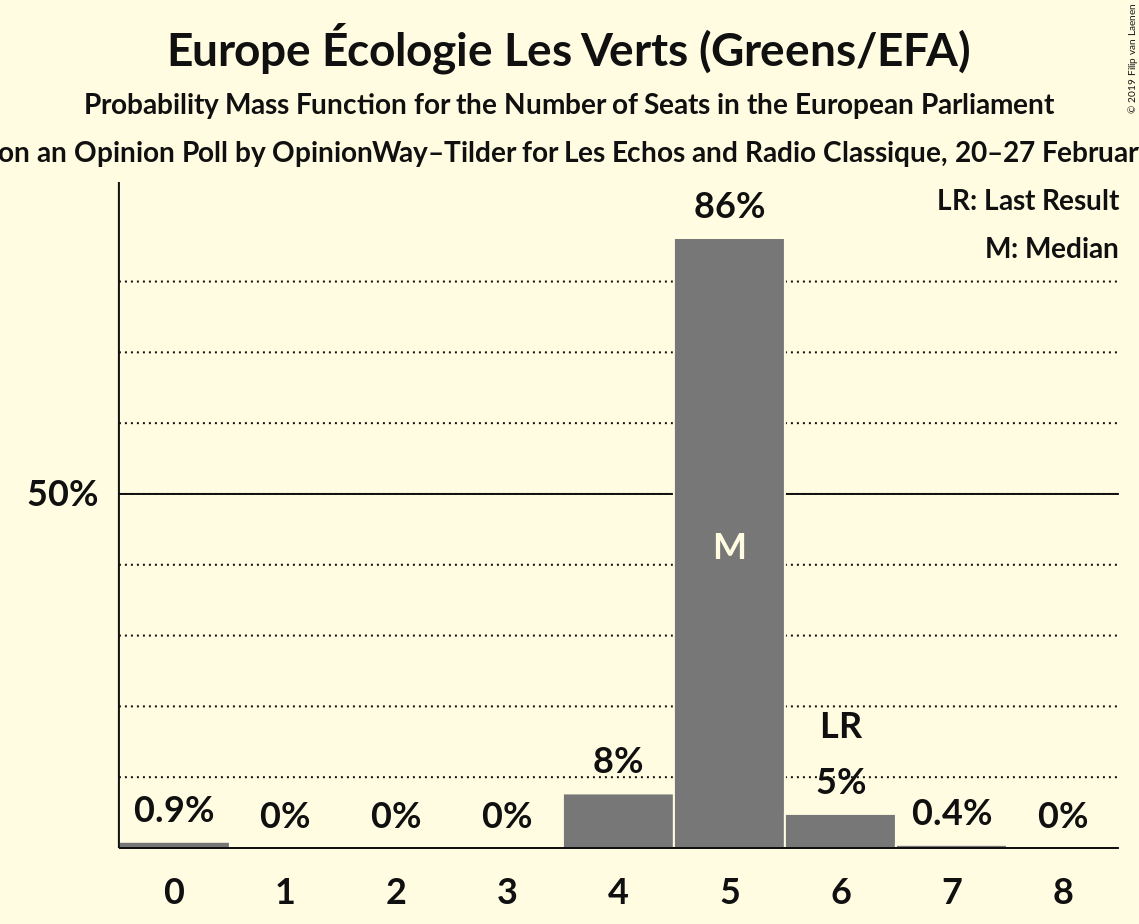 Europe Écologie Les Verts (Greens/EFA)
Probability Mass Function for the Number of Seats in the European Parliament
on an Opinion Poll by OpinionWay–Tilder for Les Echos and Radio Classique, 20–27 Februar
© 2019 Filip van Laenen
LR: Last Result
M: Median
86%
50%
M
LR
8%
5%
0.9%
0%
0%
0%
0.4%
0%
0 1 2 3 4 5 6 7 8